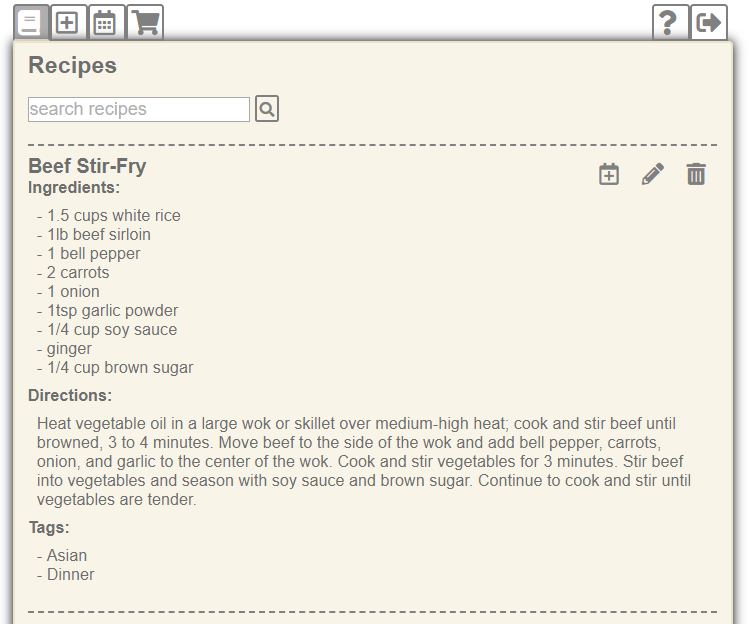 ?
Recipes
search recipes
Beef Stir-Fry
Ingredients:
- 1.5 cups white rice
- 1lb beef sirloin
- 1 bell pepper
- 2 carrots
- 1 onion
- 1tsp garlic powder
- 1/4 cup soy sauce
- ginger
- 1/4 cup brown sugar
Directions:
Heat vegetable oil in a large wok or skillet over medium-high heat; cook and stir beef until
browned, 3 to 4 minutes. Move beef to the side of the wok and add bell pepper, carrots,
onion, and garlic to the center of the wok. Cook and stir vegetables for 3 minutes. Stir beef
into vegetables and season with soy sauce and brown sugar. Continue to cook and stir until
vegetables are tender.
Tags:
- Asian
- Dinner